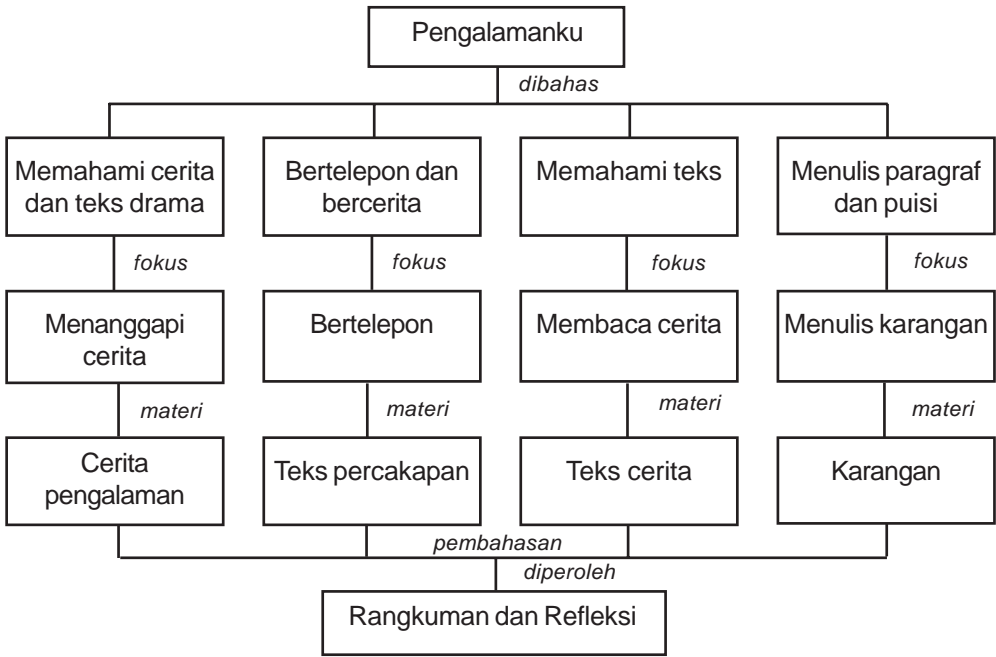 Pengalamanku
dibahas
Memahami cerita
dan teks drama
Bertelepon dan
bercerita
Memahami teks
Menulis paragraf
dan puisi
fokus
fokus
fokus
fokus
Menanggapi
cerita
Bertelepon
Membaca cerita
Menulis karangan
materi
materi
materi
materi
Cerita
pengalaman
Teks percakapan
Teks cerita
Karangan
pembahasan
diperoleh
Rangkuman dan Refleksi